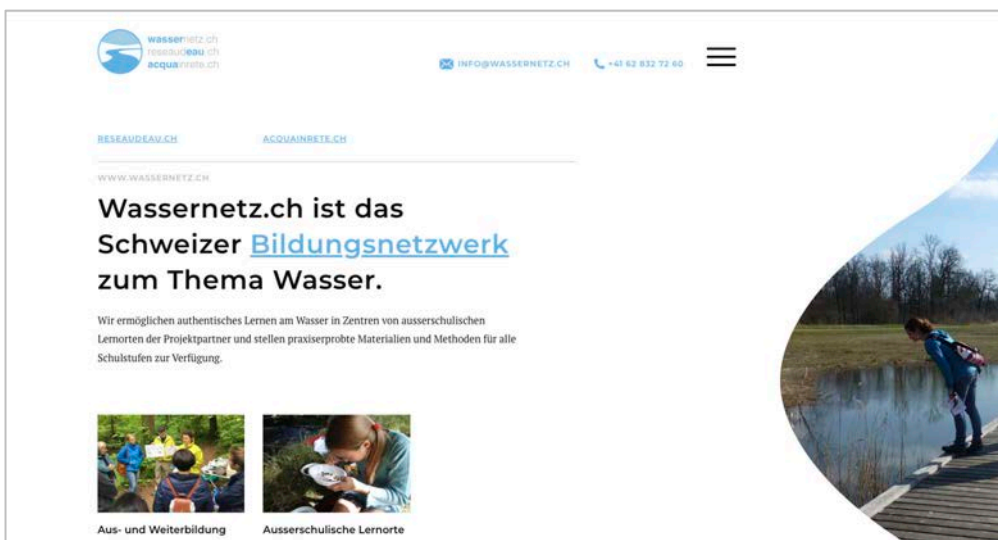 wassernetz.ch
reseaudeau.ch
acquainrete.ch
INFO@WASSERNETZ.CH
+41 62 832 72 60
RESEAUDEAU.CH
ACQUAINRETE.CH
WWW.WASSERNETZ.CH
Wassernetz.ch ist das
Schweizer Bildungsnetzwerk
zum Thema Wasser.
Wir ermöglichen authentisches Lernen am Wasser in Zentren von ausserschulischen
Lernorten der Projektpartner und stellen praxiserprobte Materialien und Methoden für alle
Schulstufen zur Verfügung.
Aus- und Weiterbildung
Ausserschulische Lernorte